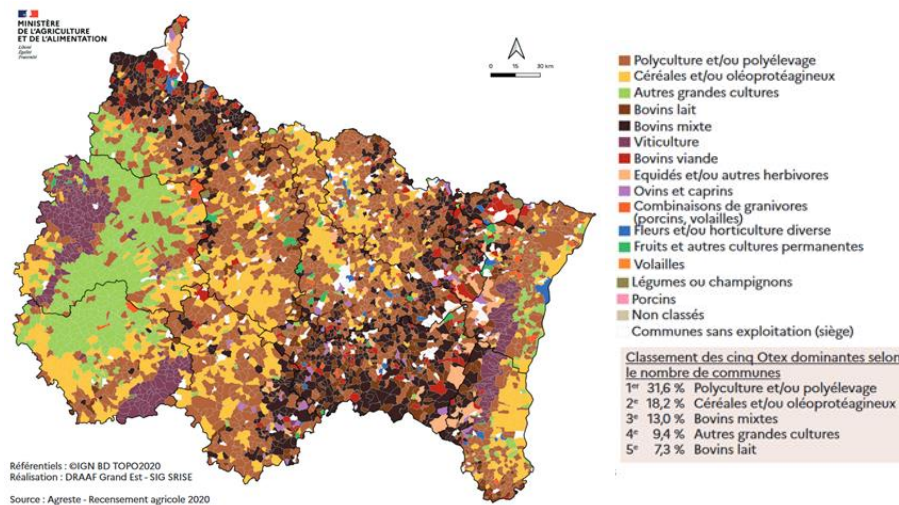 MINISTÈRE
DE L'AGRICULTURE
ET DE L'ALIMENTATION
Liberté
Égalité
Fraternité
0 15 30 km
Polyculture et/ou polyélevage
Céréales et/ou oléoprotéagineux
Autres grandes cultures
Bovins lait
Bovins mixte
Viticulture
Bovins viande
Equidés et/ou autres herbivores
Ovins et caprins
Combinaisons de granivores
(porcins, volailles)
Fleurs et/ou horticulture diverse
Fruits et autres cultures permanentes
Volailles
Légumes ou champignons
Porcins
Non classés
Communes sans exploitation (siège)
Classement des cinq Otex dominantes selon
le nombre de communes
1er 31,6 % Polyculture et/ou polyélevage
2e 18,2 % Céréales et/ou oléoprotéagineux
3e 13,0 % Bovins mixtes
4e 9,4 % Autres grandes cultures
5e 7,3 % Bovins lait
Référentiels : ©IGN BD TOPO2020
Réalisation : DRAAF Grand Est - SIG SRISE
Source : Agreste - Recensement agricole 2020